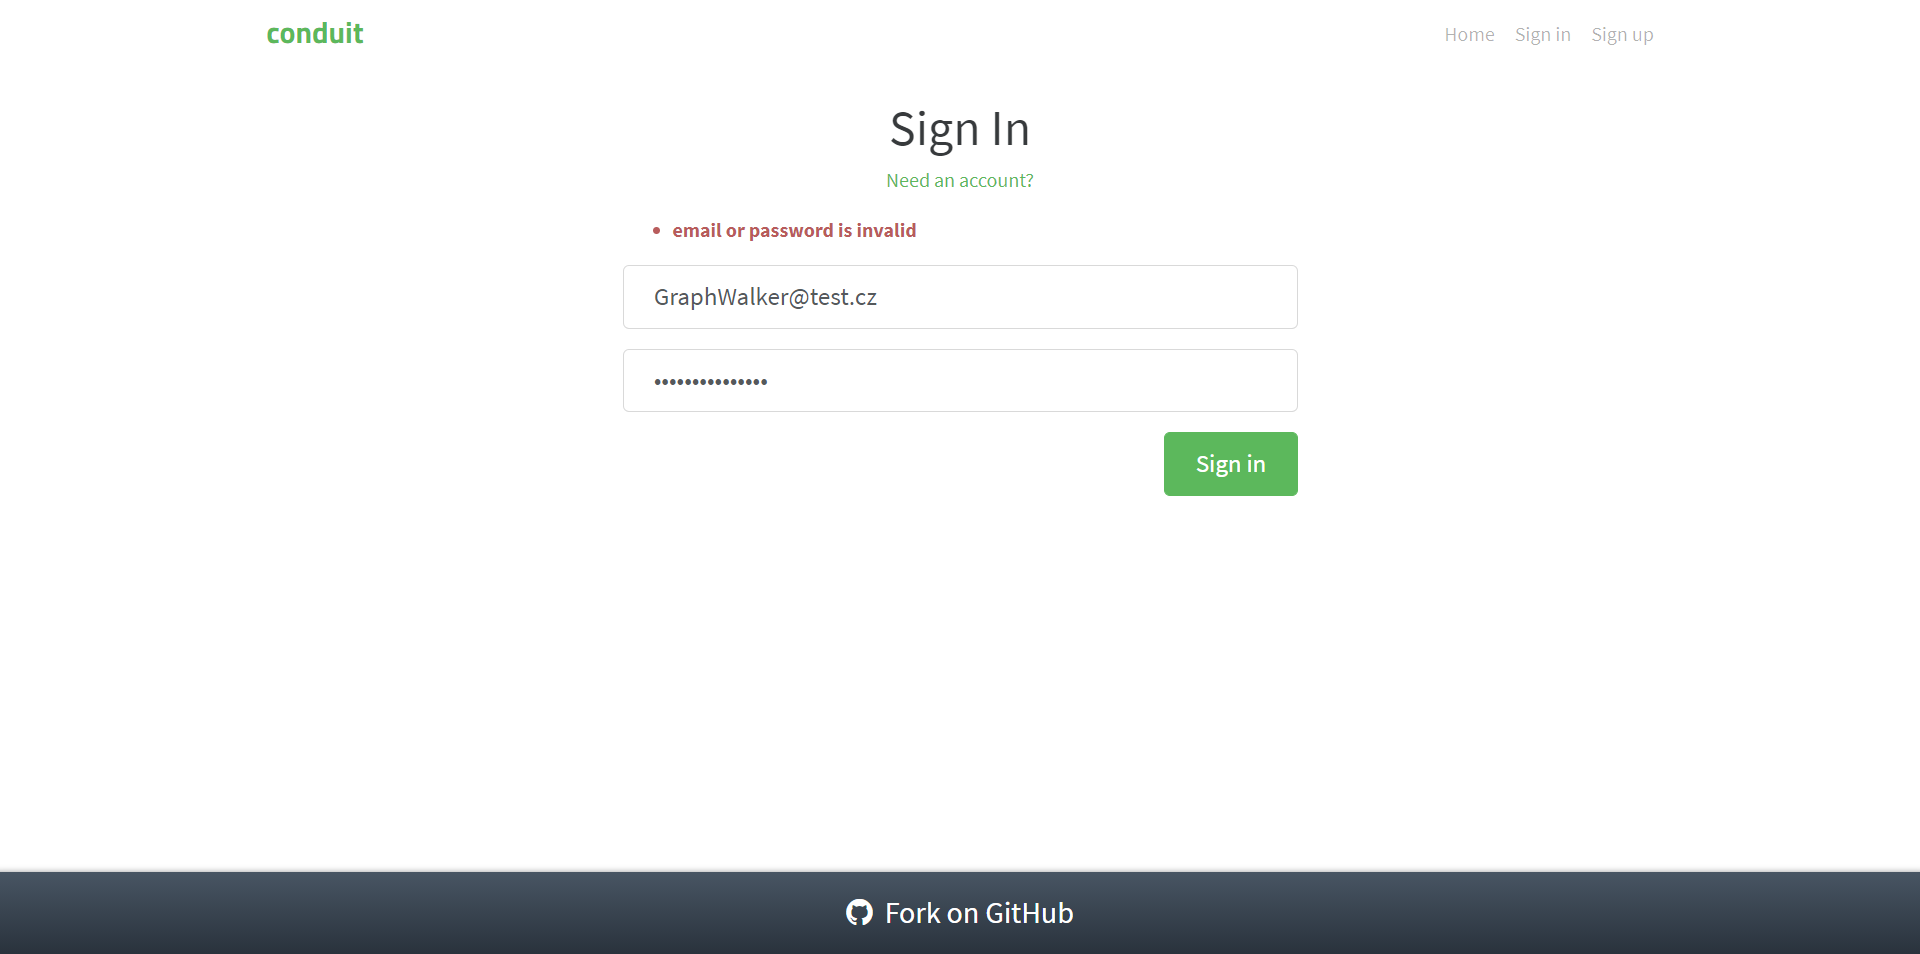 conduit
Home Sign in Sign up
Sign In
Need an account?
• email or password is invalid
GraphWalker@test.cz
•••••••••••••••
Sign in
Fork on GitHub